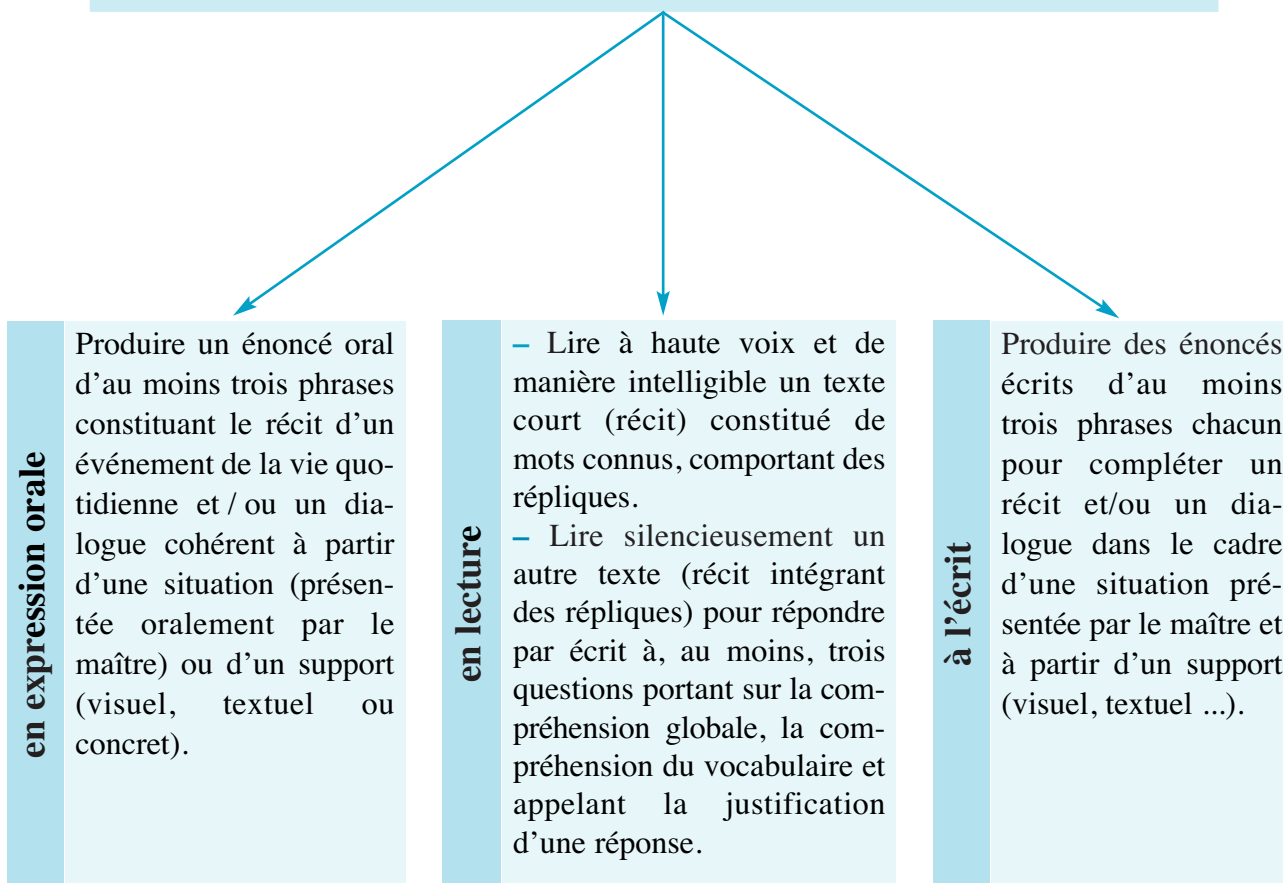 en expression orale
Produire un énoncé oral
d’au moins trois phrases
constituant le récit d’un
événement de la vie quo-
tidienne et / ou un dia-
logue cohérent à partir
d’une situation (présen-
tée oralement par le
maître) ou d’un support
(visuel, textuel ou
concret).
en lecture
– Lire à haute voix et de
manière intelligible un texte
court (récit) constitué de
mots connus, comportant des
répliques.
– Lire silencieusement un
autre texte (récit intégrant
des répliques) pour répondre
par écrit à, au moins, trois
questions portant sur la com-
préhension globale, la com-
préhension du vocabulaire et
appelant la justification
d’une réponse.
à l’écrit
Produire des énoncés
écrits d’au moins
trois phrases chacun
pour compléter un
récit et/ou un dia-
logue dans le cadre
d’une situation pré-
sentée par le maître et
à partir d’un support
(visuel, textuel ...).